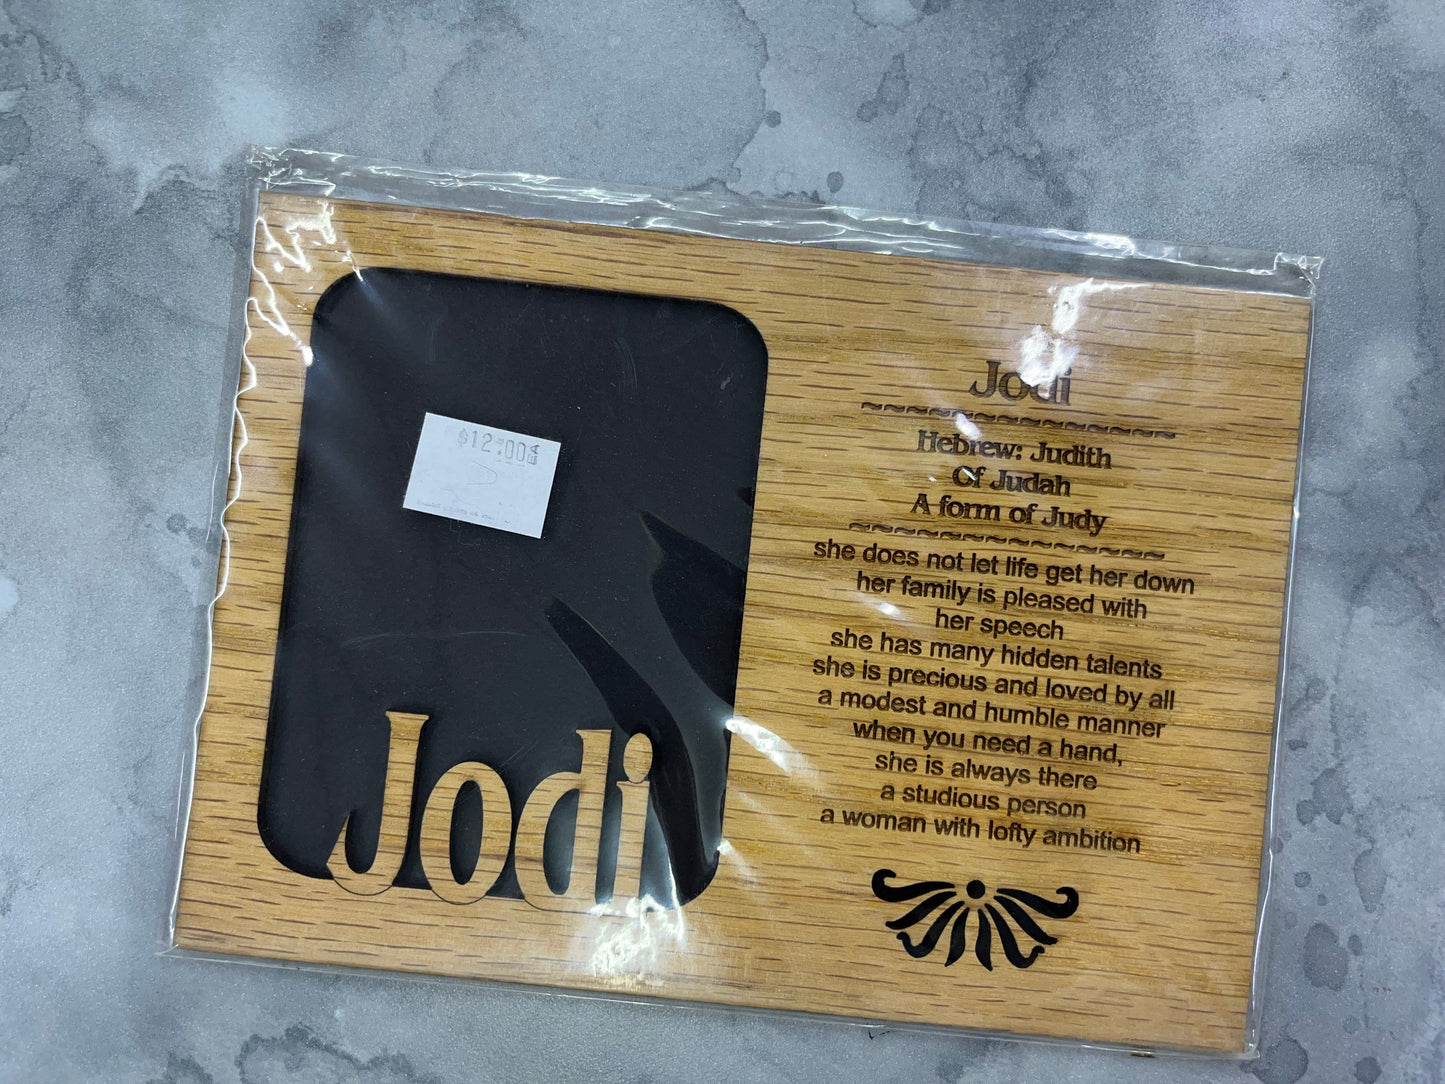 $12.00 EA
Jodi
Jodi
~~~~~~~~~~~~~~
Hebrew: Judith
Of Judah
A form of Judy
~~~~~~~~~~~~~~
she does not let life get her down
her family is pleased with
her speech
she has many hidden talents
she is precious and loved by all
a modest and humble manner
when you need a hand,
she is always there
a studious person
a woman with lofty ambition